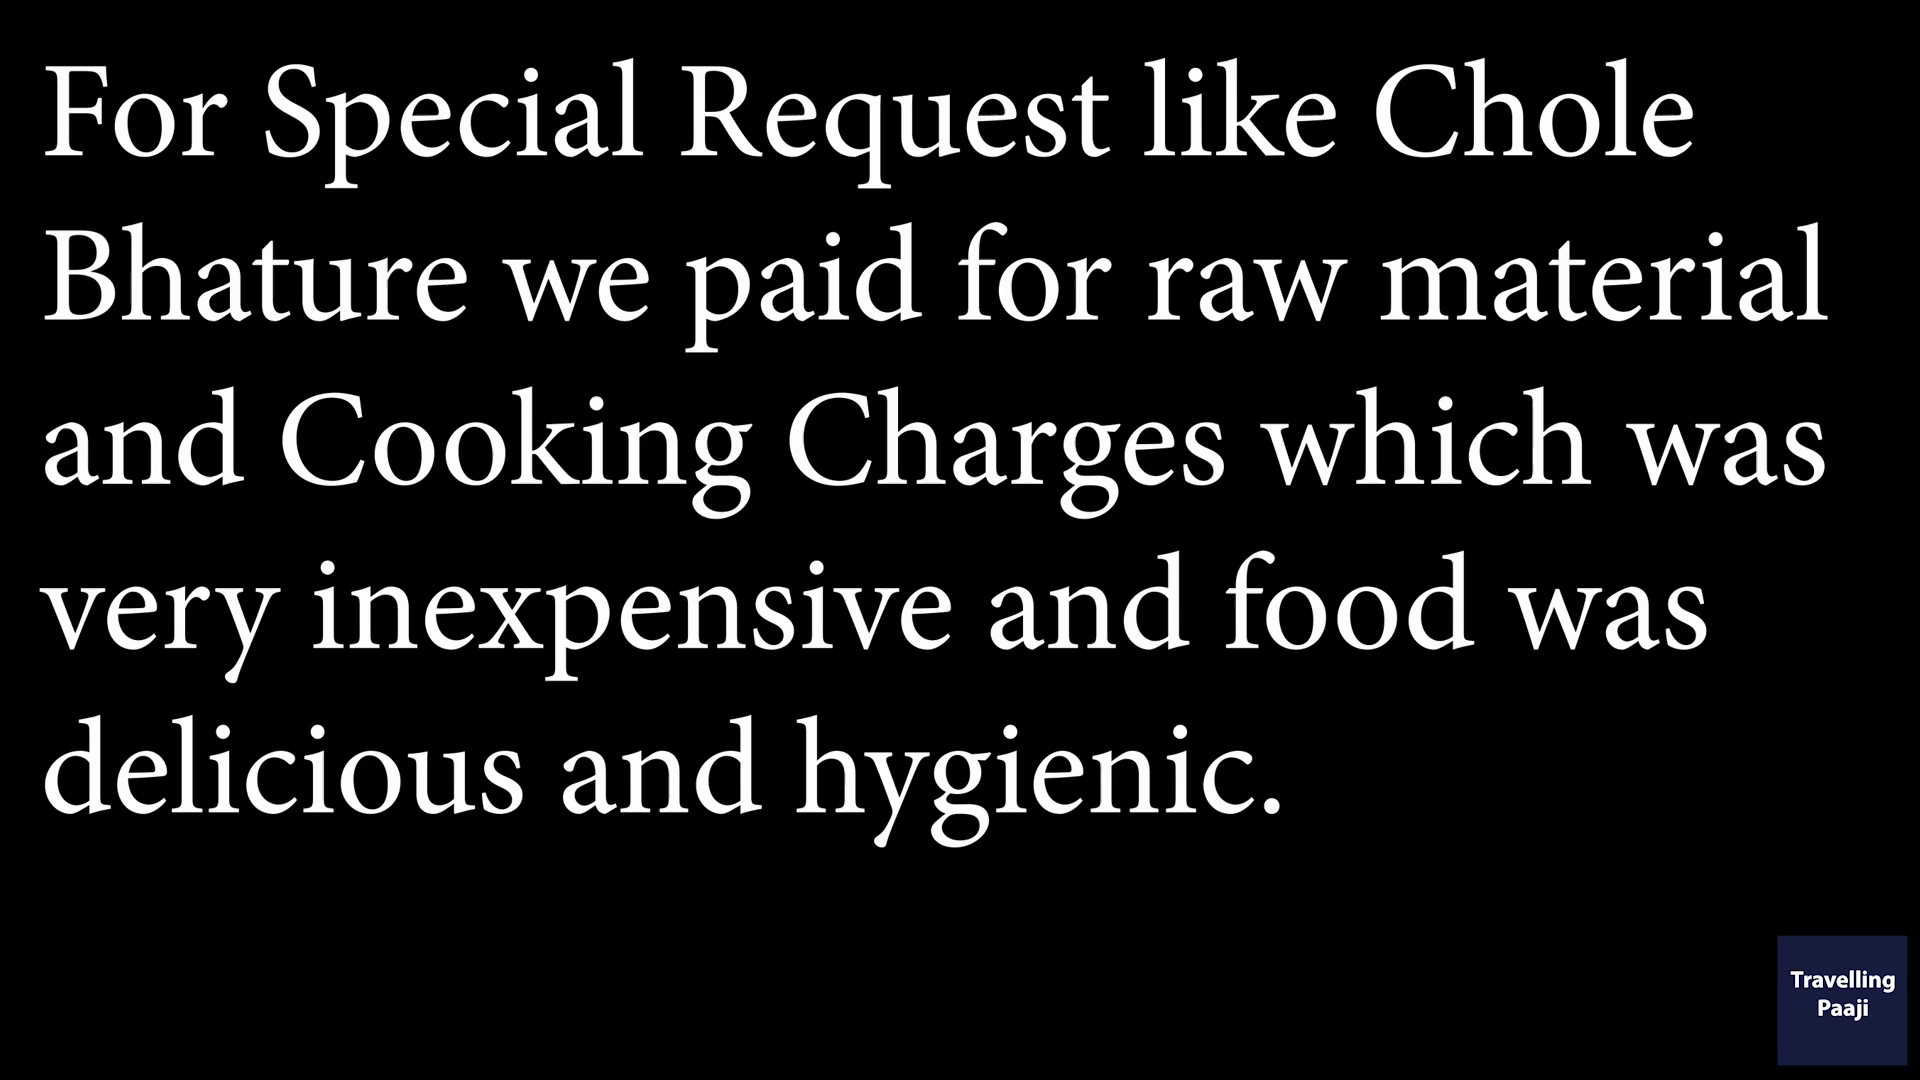 For Special Request like Chole
Bhature we paid for raw material
and Cooking Charges which was
very inexpensive and food was
delicious and hygienic.
Travelling
Paaji